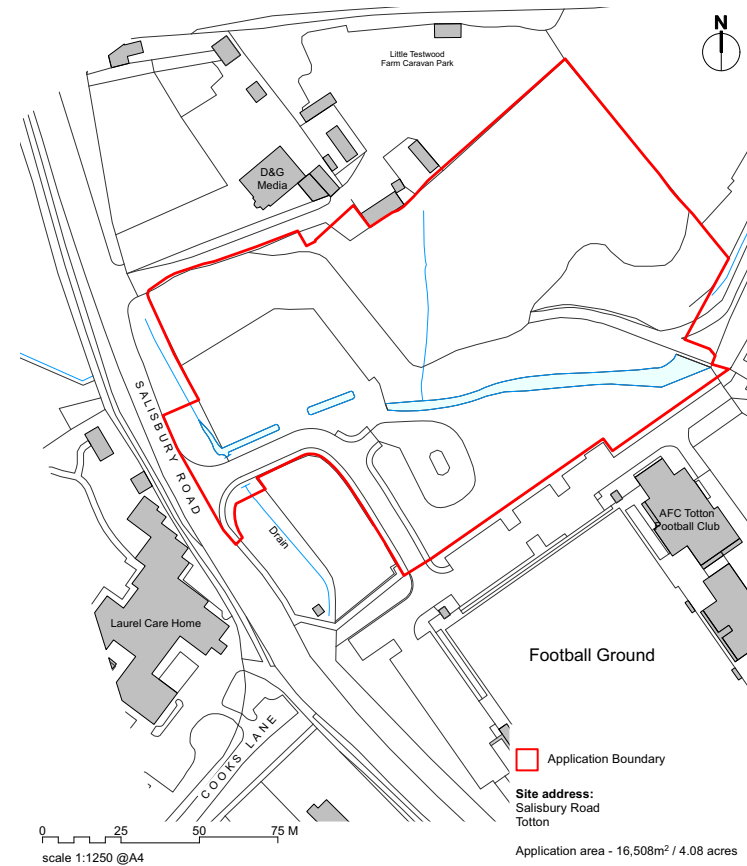 N
Little Testwood
Farm Caravan Park
D&G
Media
SALISBURY ROAD
Drain
AFC Totton
Football Club
Laurel Care Home
Football Ground
COOKS LANE
Application Boundary
Site address:
Salisbury Road
Totton
Application area - 16,508m² / 4.08 acres
0 25 50 75 M
scale 1:1250 @A4